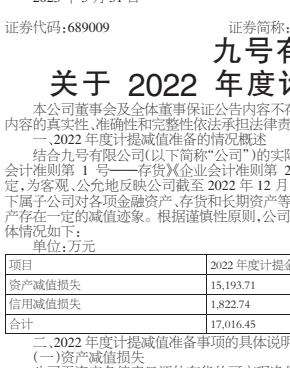 证券代码:689009 证券简称:
九号有
关于 2022 年度计
本公司董事会及全体董事保证公告内容不存
内容的真实性、准确性和完整性依法承担法律责
一、2022 年度计提减值准备的情况概述
结合九号有限公司(以下简称“公司”)的实际
会计准则第 1 号——存货》《企业会计准则第 2
定,为客观、公允地反映公司截至 2022 年 12 月
下属子公司对各项金融资产、存货和长期资产等
产存在一定的减值迹象。根据谨慎性原则,公司
体情况如下:
单位:万元
项目 2022 年度计提金
资产减值损失 15,193.71
信用减值损失 1,822.74
合计 17,016.45
二、2022 年度计提减值准备事项的具体说明
(一)资产减值损失